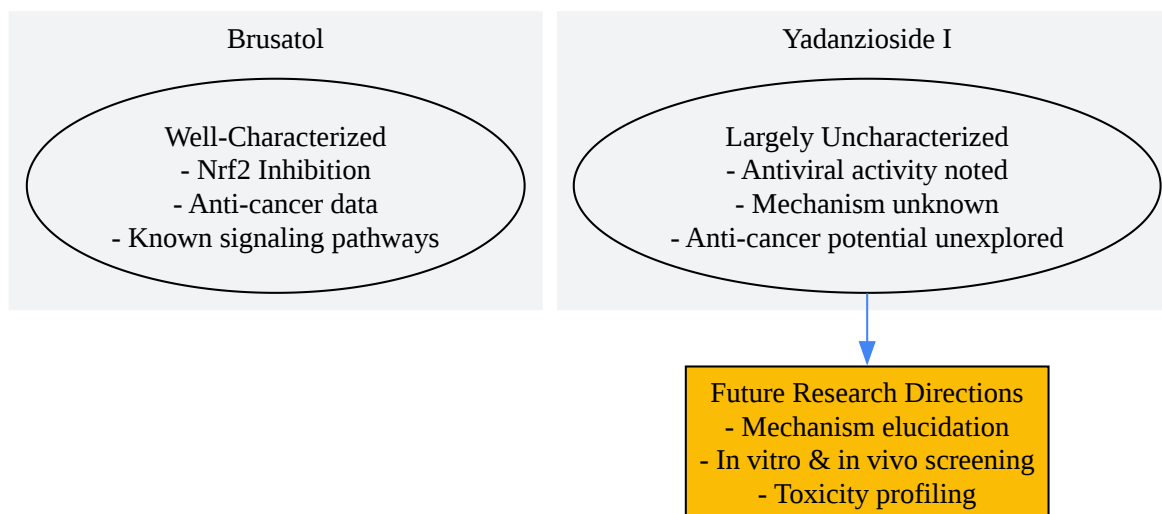 Brusatol
Well-Characterized
- Nrf2 Inhibition
- Anti-cancer data
- Known signaling pathways
Yadanzioside I
Largely Uncharacterized
- Antiviral activity noted
- Mechanism unknown
- Anti-cancer potential unexplored
Future Research Directions
- Mechanism elucidation
- In vitro & in vivo screening
- Toxicity profiling